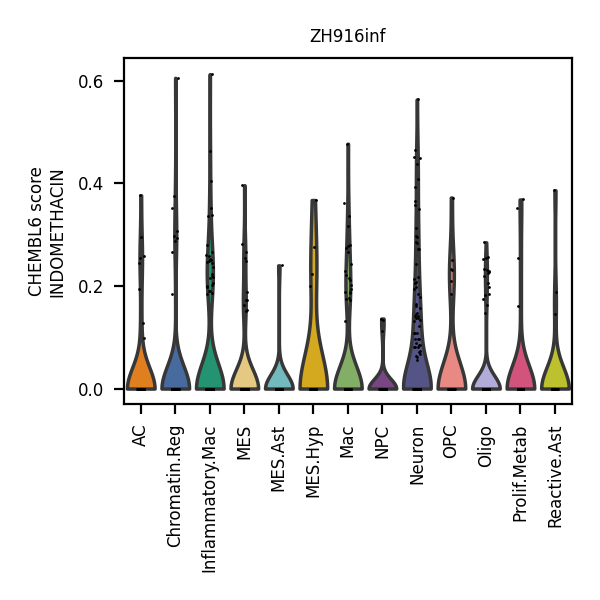 ZH916inf
CHEMBL6 score
INDOMETHACIN
0.6
0.4
0.2
0.0
AC
Chromatin.Reg
Inflammatory.Mac
MES
MES.Ast
MES.Hyp
Mac
NPC
Neuron
OPC
Oligo
Prolif.Metab
Reactive.Ast